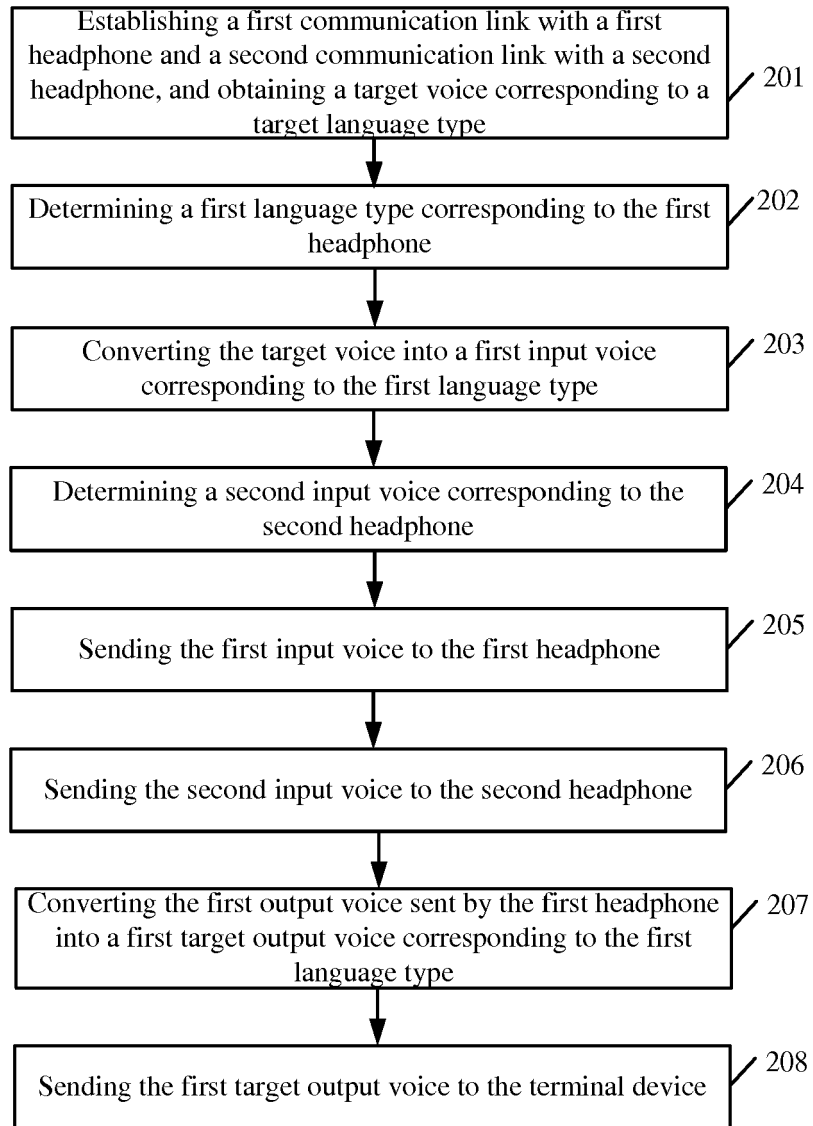 Establishing a first communication link with a first
headphone and a second communication link with a second
headphone, and obtaining a target voice corresponding to a
target language type
201
Determining a first language type corresponding to the first
headphone
202
Converting the target voice into a first input voice
corresponding to the first language type
203
Determining a second input voice corresponding to the
second headphone
204
Sending the first input voice to the first headphone
205
Sending the second input voice to the second headphone
206
Converting the first output voice sent by the first headphone
into a first target output voice corresponding to the first
language type
207
Sending the first target output voice to the terminal device
208